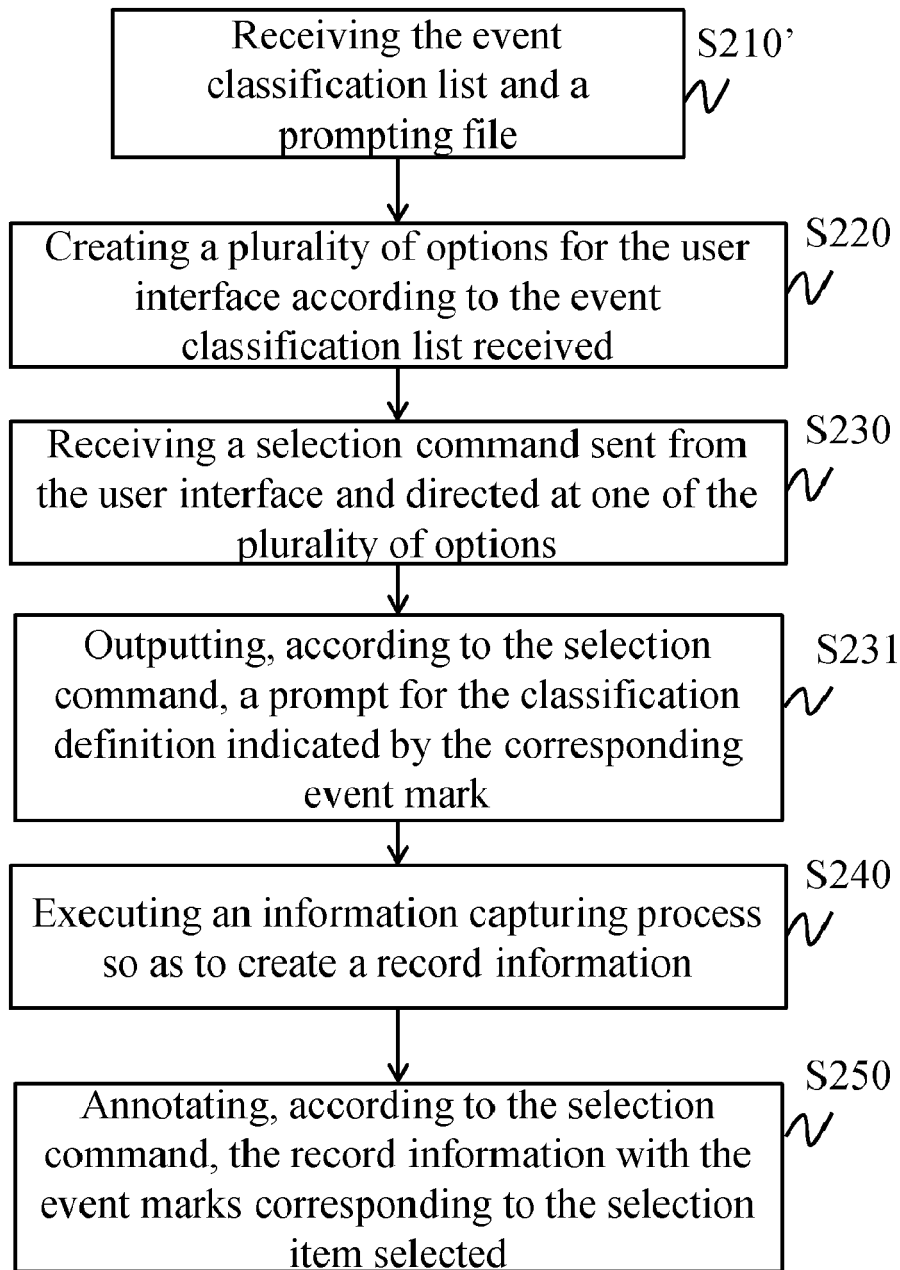 Receiving the event
classification list and a
prompting file
S210’
Creating a plurality of options for the user
interface according to the event
classification list received
S220
Receiving a selection command sent from
the user interface and directed at one of the
plurality of options
S230
Outputting, according to the selection
command, a prompt for the classification
definition indicated by the corresponding
event mark
S231
Executing an information capturing process
so as to create a record information
S240
Annotating, according to the selection
command, the record information with the
event marks corresponding to the selection
item selected
S250